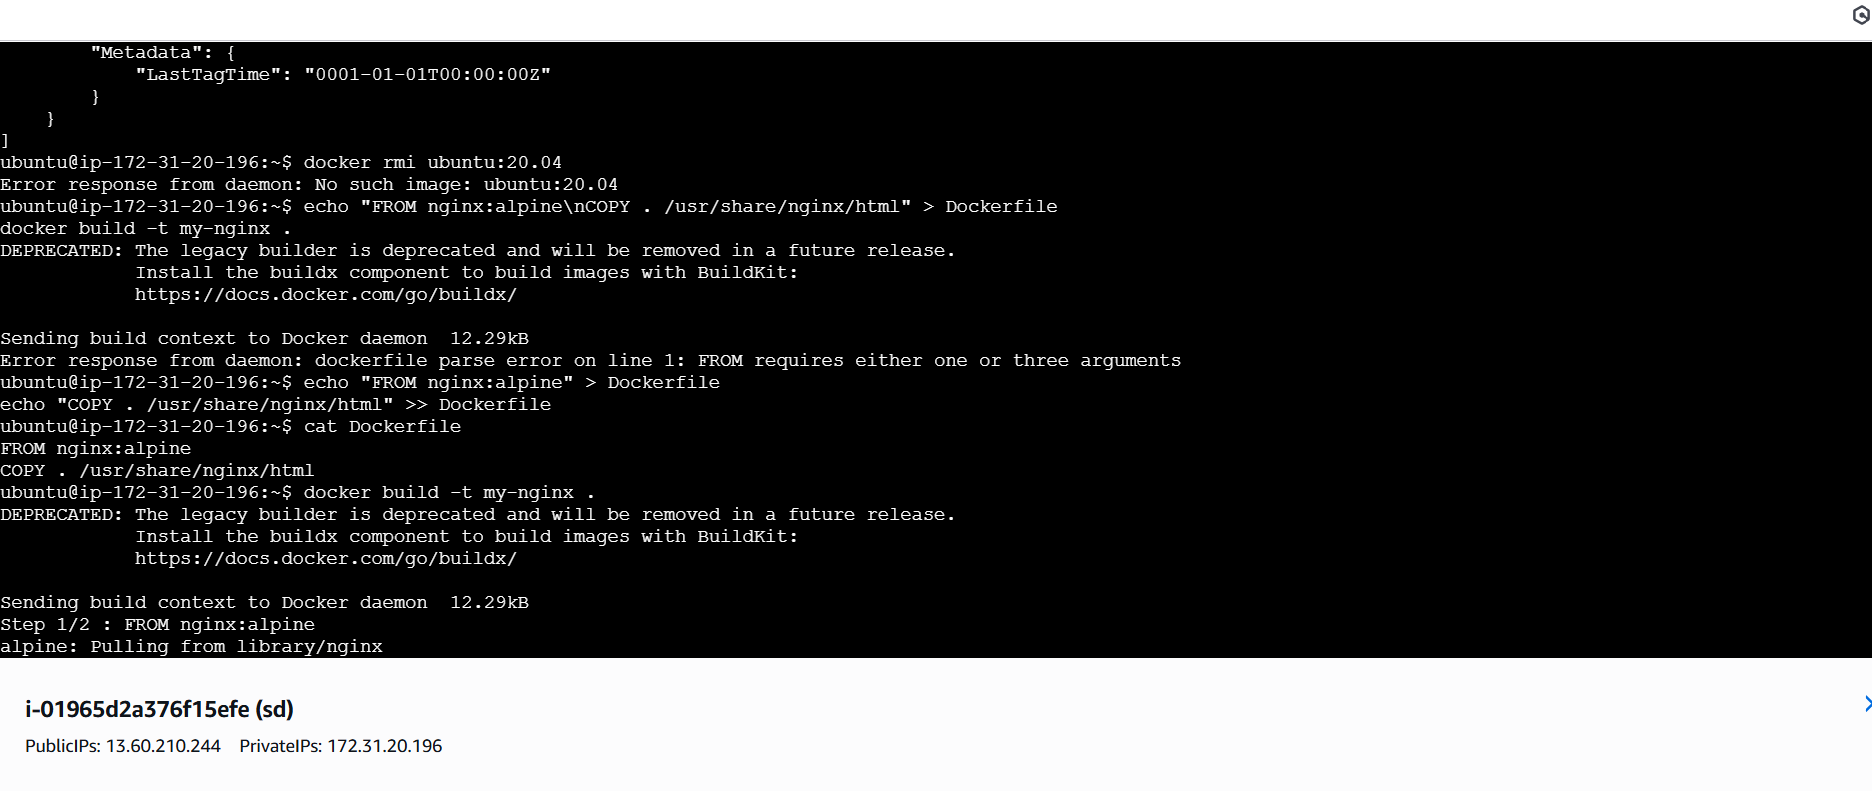 "Metadata": {
            "LastTagTime": "0001-01-01T00:00:00Z"
        }
    }
]
ubuntu@ip-172-31-20-196:~$ docker rmi ubuntu:20.04
Error response from daemon: No such image: ubuntu:20.04
ubuntu@ip-172-31-20-196:~$ echo "FROM nginx:alpine\nCOPY . /usr/share/nginx/html" > Dockerfile
docker build -t my-nginx .
DEPRECATED: The legacy builder is deprecated and will be removed in a future release.
            Install the buildx component to build images with BuildKit:
            https://docs.docker.com/go/buildx/

Sending build context to Docker daemon  12.29kB
Error response from daemon: dockerfile parse error on line 1: FROM requires either one or three arguments
ubuntu@ip-172-31-20-196:~$ echo "FROM nginx:alpine" > Dockerfile
echo "COPY . /usr/share/nginx/html" >> Dockerfile
ubuntu@ip-172-31-20-196:~$ cat Dockerfile
FROM nginx:alpine
COPY . /usr/share/nginx/html
ubuntu@ip-172-31-20-196:~$ docker build -t my-nginx .
DEPRECATED: The legacy builder is deprecated and will be removed in a future release.
            Install the buildx component to build images with BuildKit:
            https://docs.docker.com/go/buildx/

Sending build context to Docker daemon  12.29kB
Step 1/2 : FROM nginx:alpine
alpine: Pulling from library/nginx
i-01965d2a376f15efe (sd)
PublicIPs: 13.60.210.244    PrivateIPs: 172.31.20.196